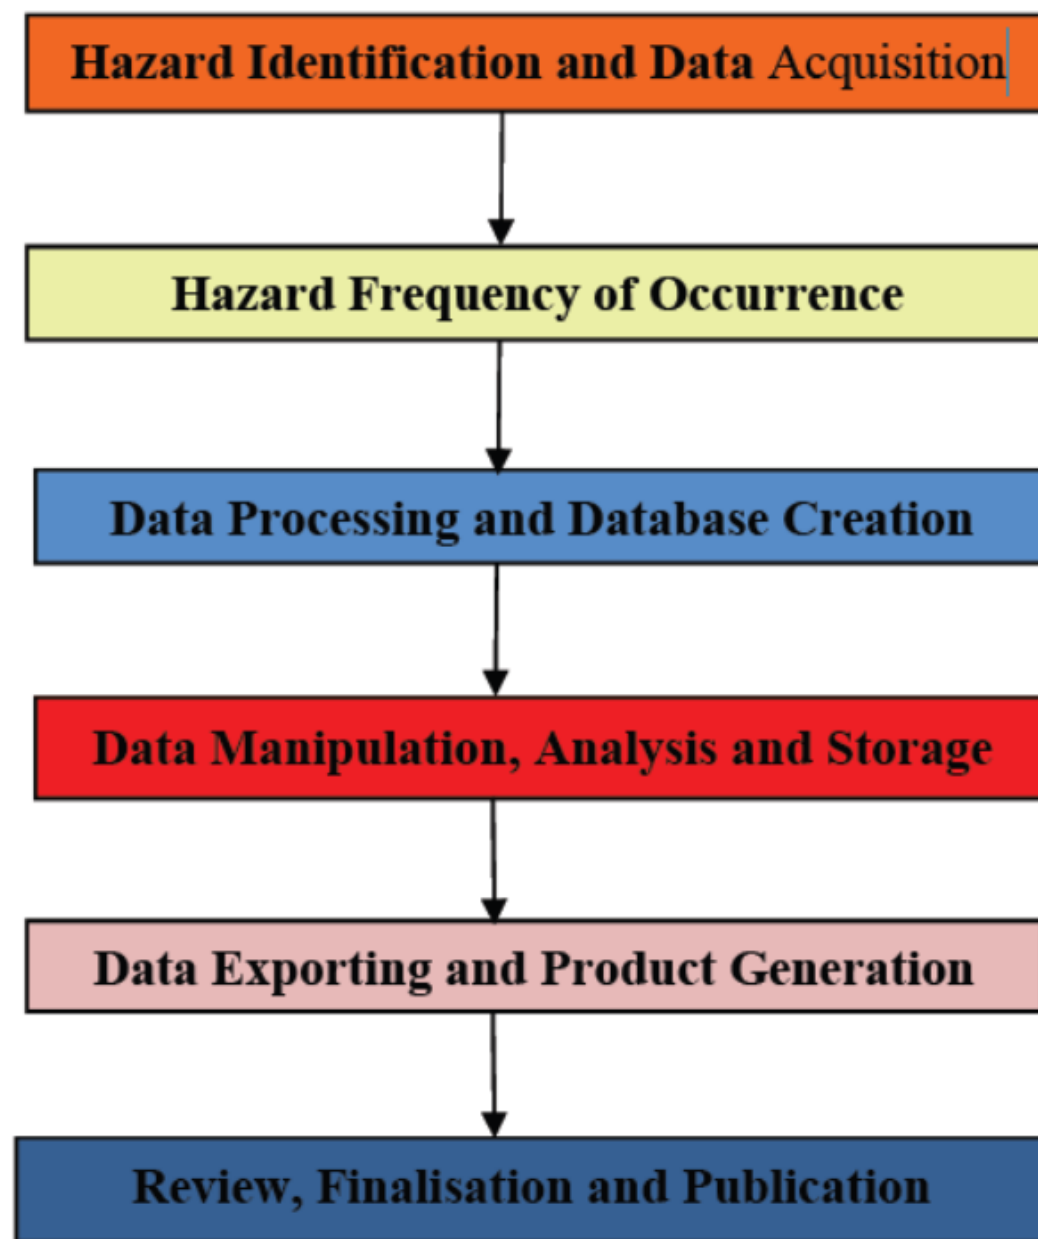 Hazard Identification and Data Acquisition
Hazard Frequency of Occurrence
Data Processing and Database Creation
Data Manipulation, Analysis and Storage
Data Exporting and Product Generation
Review, Finalisation and Publication